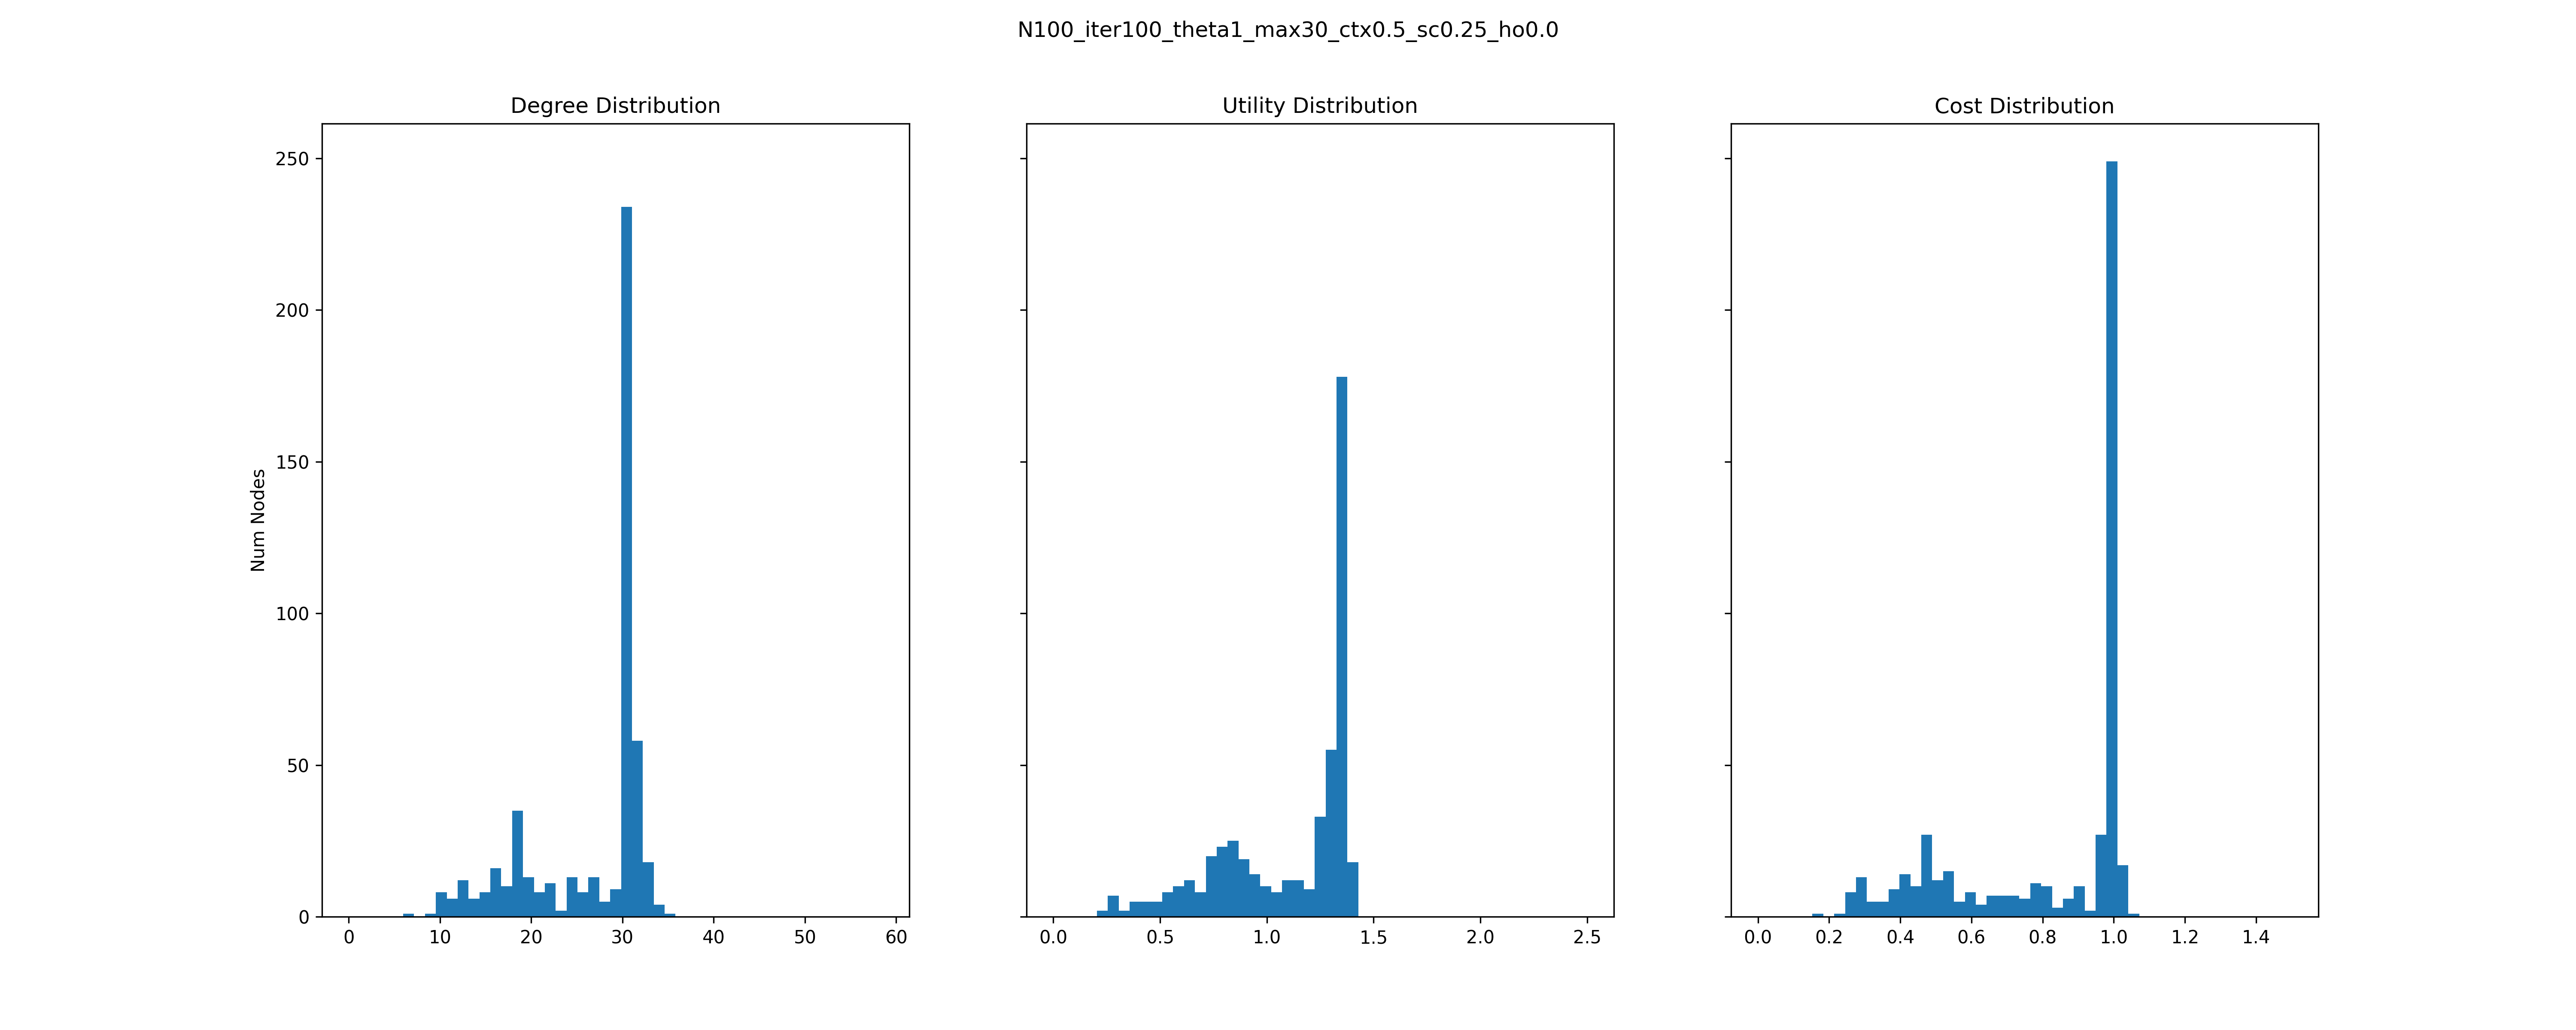 N100_iter100_theta1_max30_ctx0.5_sc0.25_ho0.0
Degree Distribution
Utility Distribution
Cost Distribution
Num Nodes
250
200
150
100
50
0
0 10 20 30 40 50 60
0.0 0.5 1.0 1.5 2.0 2.5
0.0 0.2 0.4 0.6 0.8 1.0 1.2 1.4